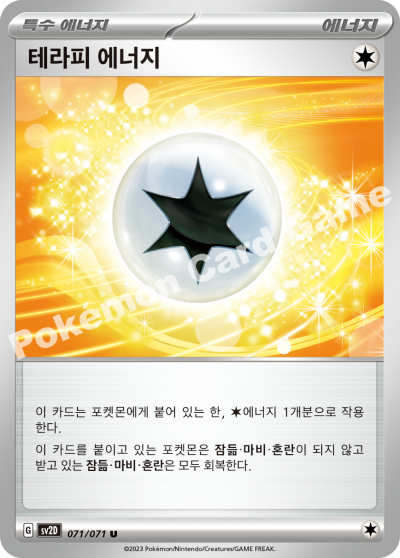 특수 에너지 에너지
테라피 에너지
Pokémon Card Game
이 카드는 포켓몬에게 붙어 있는 한, ✶에너지 1개분으로 작용
한다.
이 카드를 붙이고 있는 포켓몬은 잠듦·마비·혼란이 되지 않고
받고 있는 잠듦·마비·혼란은 모두 회복한다.
G SV2D 071/071 U
©2023 Pokémon/Nintendo/Creatures/GAME FREAK.